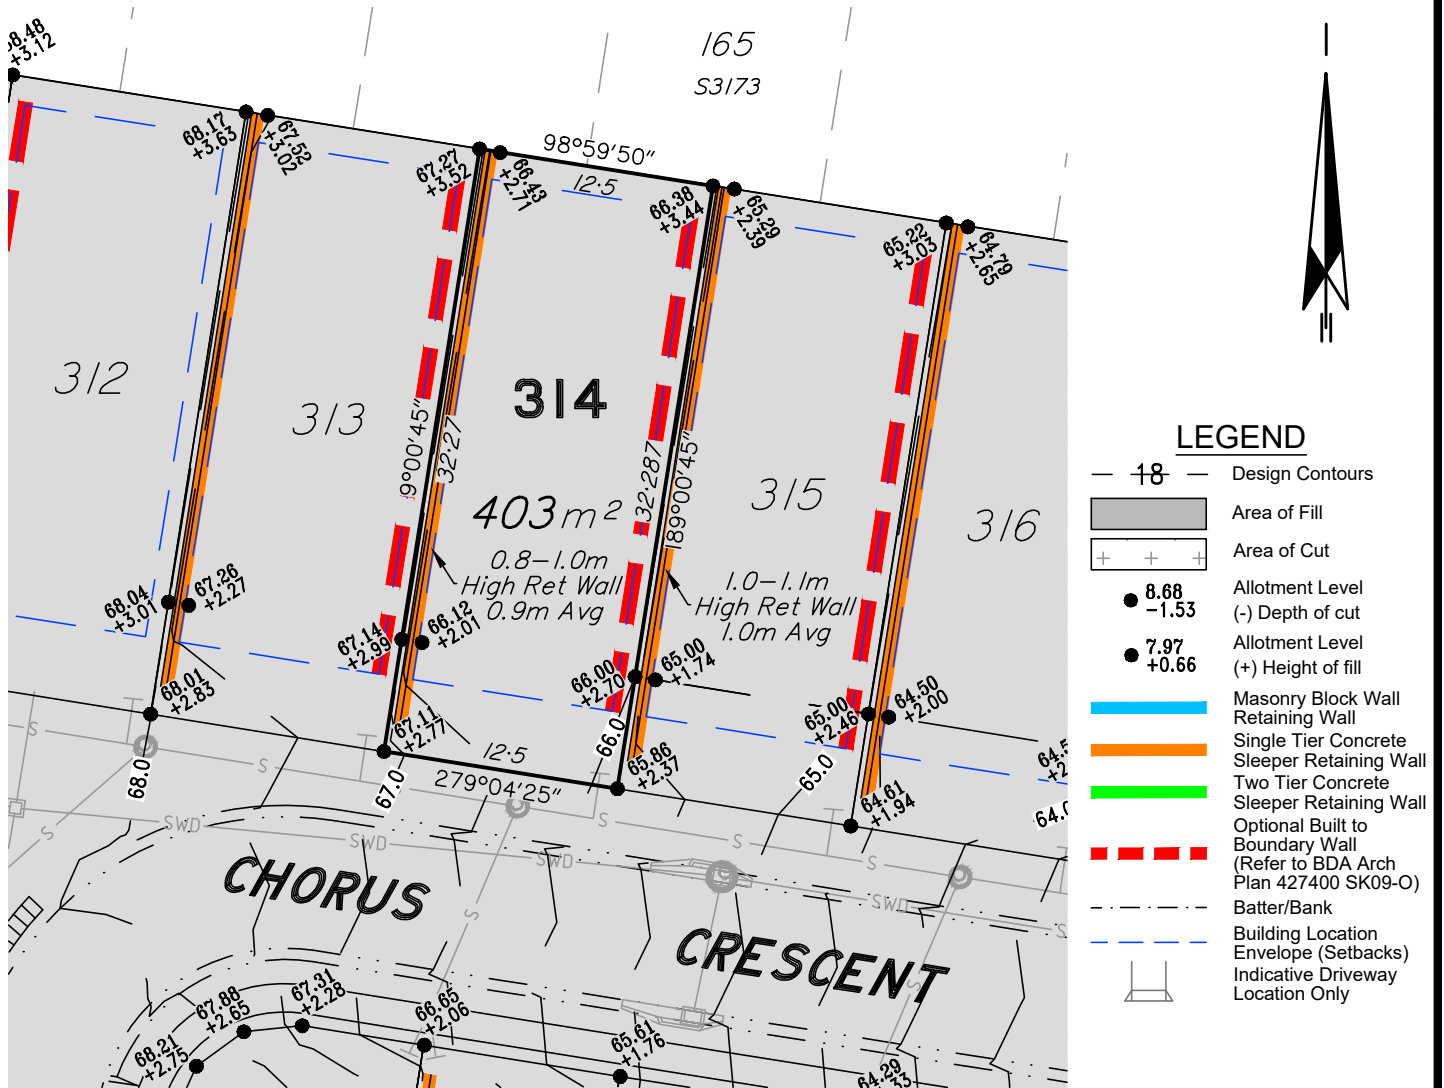 165
S3173
+3.12
68.17
+3.63
67.52
+3.02
67.27
+3.52
66.43
+2.71
98°59'50"
12·5
66.38
+3.44
65.29
+2.39
65.22
+3.03
64.79
+2.65
312
313
314
315
316
9°00'45"
32·27
403m²
32·287
189°00'45"
0.8–1.0m
High Ret Wall
0.9m Avg
1.0–1.1m
High Ret Wall
1.0m Avg
68.04
+3.01
67.26
+2.27
67.14
+2.99
66.12
+2.01
66.00
+2.70
65.00
+1.74
65.00
+2.46
64.50
+2.00
68.01
+2.83
67.11
+2.77
65.86
+2.37
64.61
+1.94
68.0
67.0
66.0
65.0
64.0
12·5
279°04'25"
S
S
S
S
S
S
S
S
S
SWD
SWD
SWD
SWD
CHORUS
CRESCENT
68.21
+2.75
67.88
+2.65
67.31
+2.28
66.65
+2.06
65.61
+1.76
64.29
LEGEND
18 Design Contours
Area of Fill
Area of Cut
8.68 Allotment Level
-1.53 (-) Depth of cut
7.97 Allotment Level
+0.66 (+) Height of fill
Masonry Block Wall
Retaining Wall
Single Tier Concrete
Sleeper Retaining Wall
Two Tier Concrete
Sleeper Retaining Wall
Optional Built to
Boundary Wall
(Refer to BDA Arch
Plan 427400 SK09-O)
Batter/Bank
Building Location
Envelope (Setbacks)
Indicative Driveway
Location Only